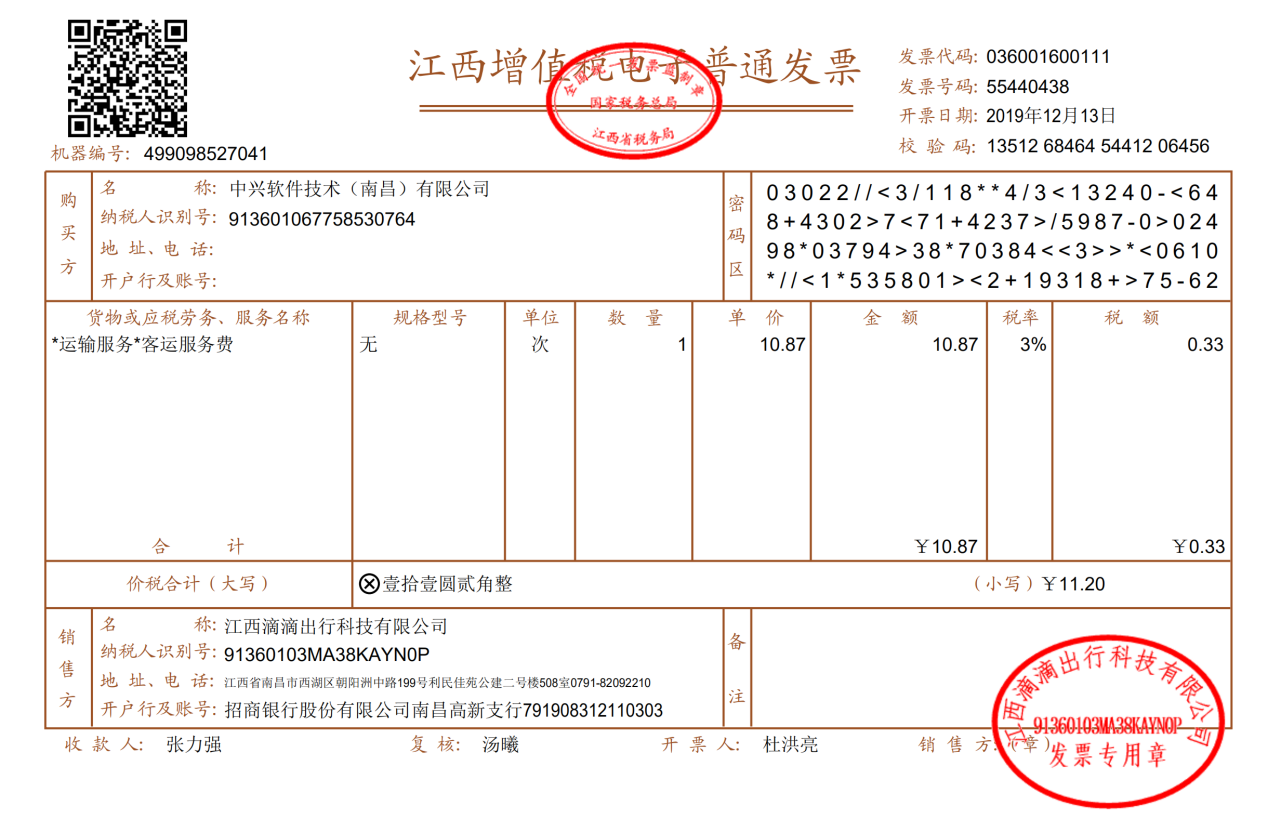 江西增值税电子普通发票
全国统一发票监制章
国家税务总局
江西省税务局
发票代码: 036001600111
发票号码: 55440438
开票日期: 2019年12月13日
校 验 码: 13512 68464 54412 06456
机器编号: 499098527041
购买方
名 称: 中兴软件技术（南昌）有限公司
纳税人识别号: 913601067758530764
地 址、电 话:
开户行及账号:
密码区
03022//<3/118**4/3<13240-<64
8+4302>7<71+4237>/5987-0>024
98*03794>38*70384<<3>>*<0610
*//<1*535801><2+19318+>75-62
货物或应税劳务、服务名称 规格型号 单位 数 量 单 价 金 额 税率 税 额
*运输服务*客运服务费 无 次 1 10.87 10.87 3% 0.33
合 计 ￥10.87 ￥0.33
价税合计（大写） ⊗壹拾壹圆贰角整 （小写）￥11.20
销售方
名 称: 江西滴滴出行科技有限公司
纳税人识别号: 91360103MA38KAYN0P
地 址、电 话: 江西省南昌市西湖区朝阳洲中路199号利民佳苑公建二号楼508室0791-82092210
开户行及账号: 招商银行股份有限公司南昌高新支行791908312110303
备注
收 款 人: 张力强 复 核: 汤曦 开 票 人: 杜洪亮 销 售 方:（章）
江西滴滴出行科技有限公司
91360103MA38KAYN0P
发票专用章